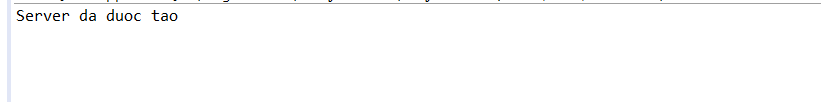 Server da duoc tao